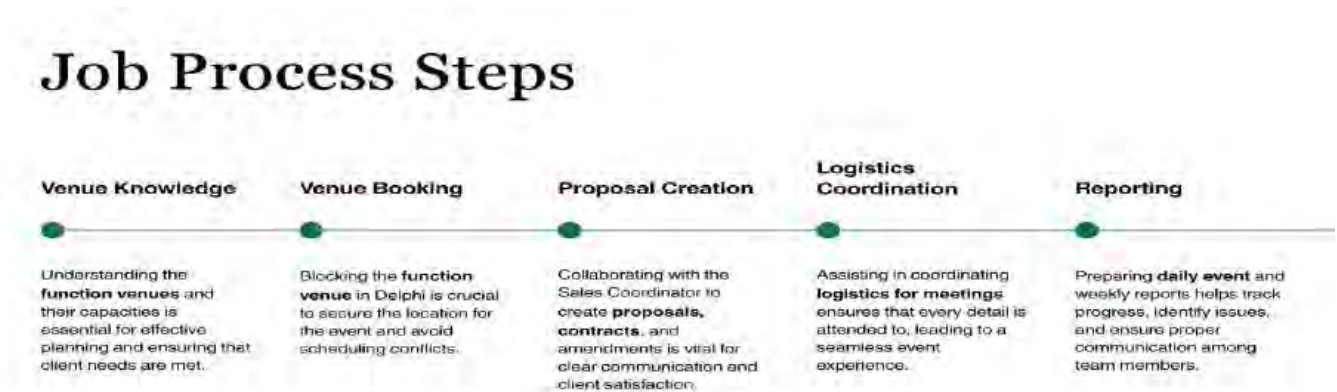 Job Process Steps
Venue Knowledge
Understanding the
function venues and
their capacities is
essential for effective
planning and ensuring that
client needs are met.
Venue Booking
Blocking the function
venue in Delphi is crucial
to secure the location for
the event and avoid
scheduling conflicts.
Proposal Creation
Collaborating with the
Sales Coordinator to
create proposals,
contracts, and
amendments is vital for
clear communication and
client satisfaction.
Logistics
Coordination
Assisting in coordinating
logistics for meetings
ensures that every detail is
attended to, leading to a
seamless event
experience.
Reporting
Preparing daily event and
weekly reports helps track
progress, identify issues,
and ensure proper
communication among
team members.